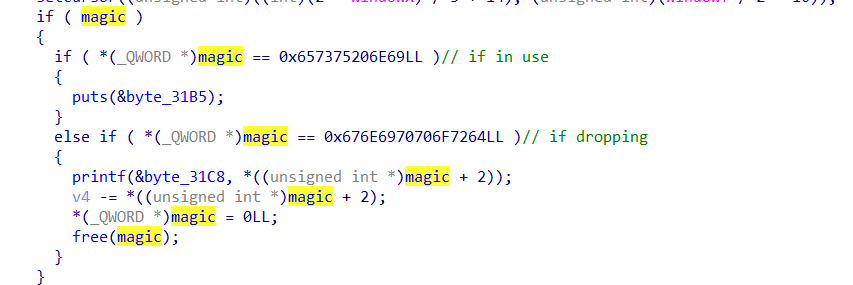 if ( magic )
{
if ( *(_QWORD *)magic == 0x657375206E69LL )// if in use
{
puts(&byte_31B5);
}
else if ( *(_QWORD *)magic == 0x676E6970706F7264LL )// if dropping
{
printf(&byte_31C8, *((unsigned int *)magic + 2));
v4 -= *((unsigned int *)magic + 2);
*(_QWORD *)magic = 0LL;
free(magic);
}
}